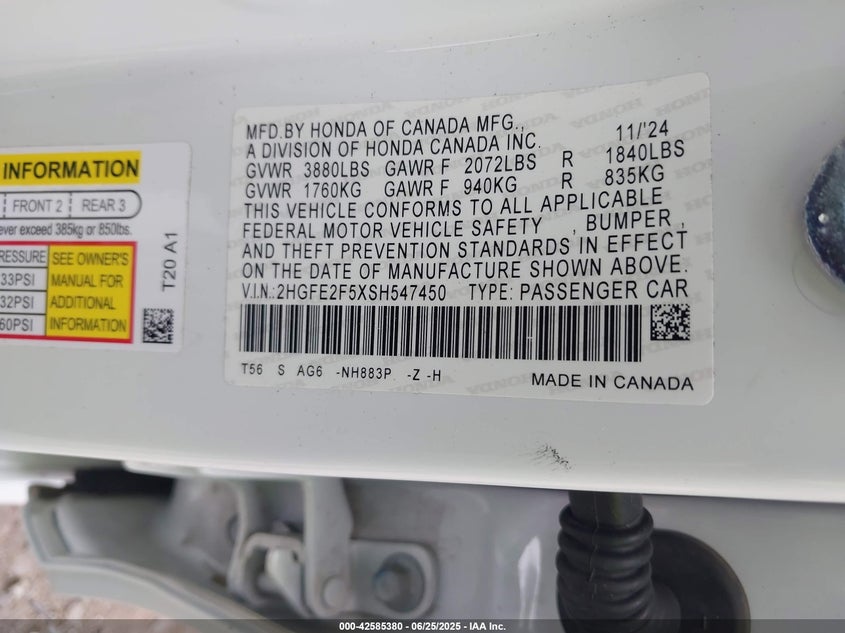 INFORMATION
FRONT 2 REAR 3
ever exceed 385kg or 850lbs.
RESSURE SEE OWNER'S
33PSI MANUAL FOR
32PSI ADDITIONAL
60PSI INFORMATION
T20 A1
MFD.BY HONDA OF CANADA MFG., 11/'24
A DIVISION OF HONDA CANADA INC.
GVWR 3880LBS GAWR F 2072LBS R 1840LBS
GVWR 1760KG GAWR F 940KG R 835KG
THIS VEHICLE CONFORMS TO ALL APPLICABLE
FEDERAL MOTOR VEHICLE SAFETY , BUMPER ,
AND THEFT PREVENTION STANDARDS IN EFFECT
ON THE DATE OF MANUFACTURE SHOWN ABOVE.
V.I.N.:2HGFE2F5XSH547450 TYPE: PASSENGER CAR
T56 S AG6 -NH883P -Z -H MADE IN CANADA
000-42585380 | 06/25/2025 | IAA Inc.